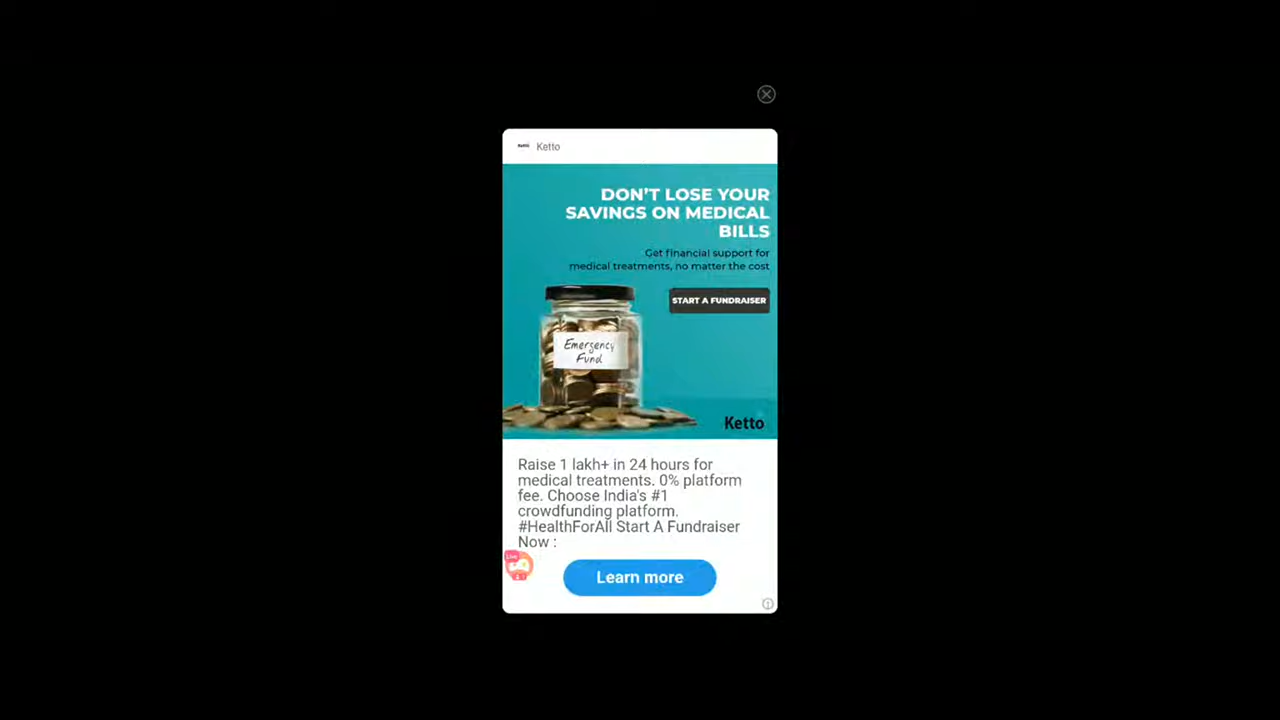 Ketto
DON'T LOSE YOUR
SAVINGS ON MEDICAL
BILLS
Get financial support for
medical treatments, no matter the cost
START A FUNDRAISER
Emergency
Fund
Ketto
Raise 1 lakh+ in 24 hours for
medical treatments. 0% platform
fee. Choose India's #1
crowdfunding platform.
#HealthForAll Start A Fundraiser
Now :
Live
Learn more